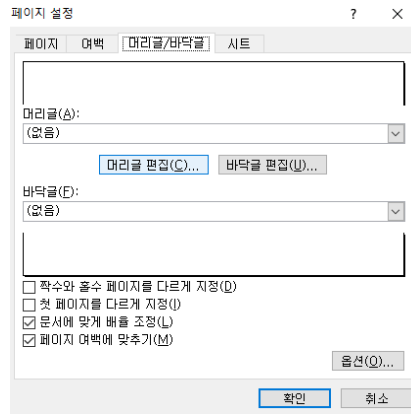 페이지 설정
페이지 여백 머리글/바닥글 시트
머리글(A):
(없음)
머리글 편집(C)... 바닥글 편집(U)...
바닥글(F):
(없음)
짝수와 홀수 페이지를 다르게 지정(D)
첫 페이지를 다르게 지정(I)
문서에 맞게 배율 조정(L)
페이지 여백에 맞추기(M)
옵션(O)...
확인 취소